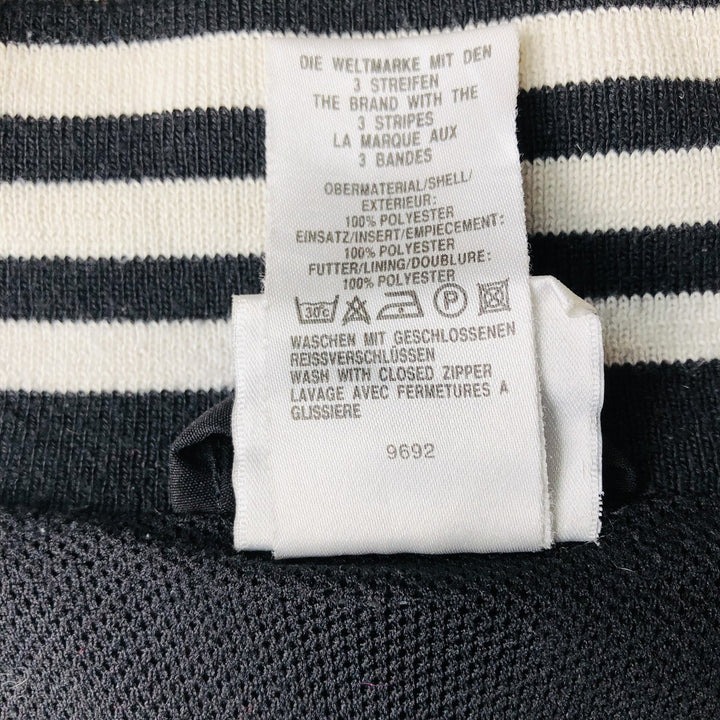 DIE WELTMARKE MIT DEN
3 STREIFEN
THE BRAND WITH THE
3 STRIPES
LA MARQUE AUX
3 BANDES
OBERMATERIAL/SHELL/
EXTERIEUR:
100% POLYESTER
EINSATZ/INSERT/EMPIECEMENT:
100% POLYESTER
FUTTER/LINING/DOUBLURE:
100% POLYESTER
30°C P
WASCHEN MIT GESCHLOSSENEN
REISSVERSCHLÜSSEN
WASH WITH CLOSED ZIPPER
LAVAGE AVEC FERMETURES A
GLISSIERE
9692